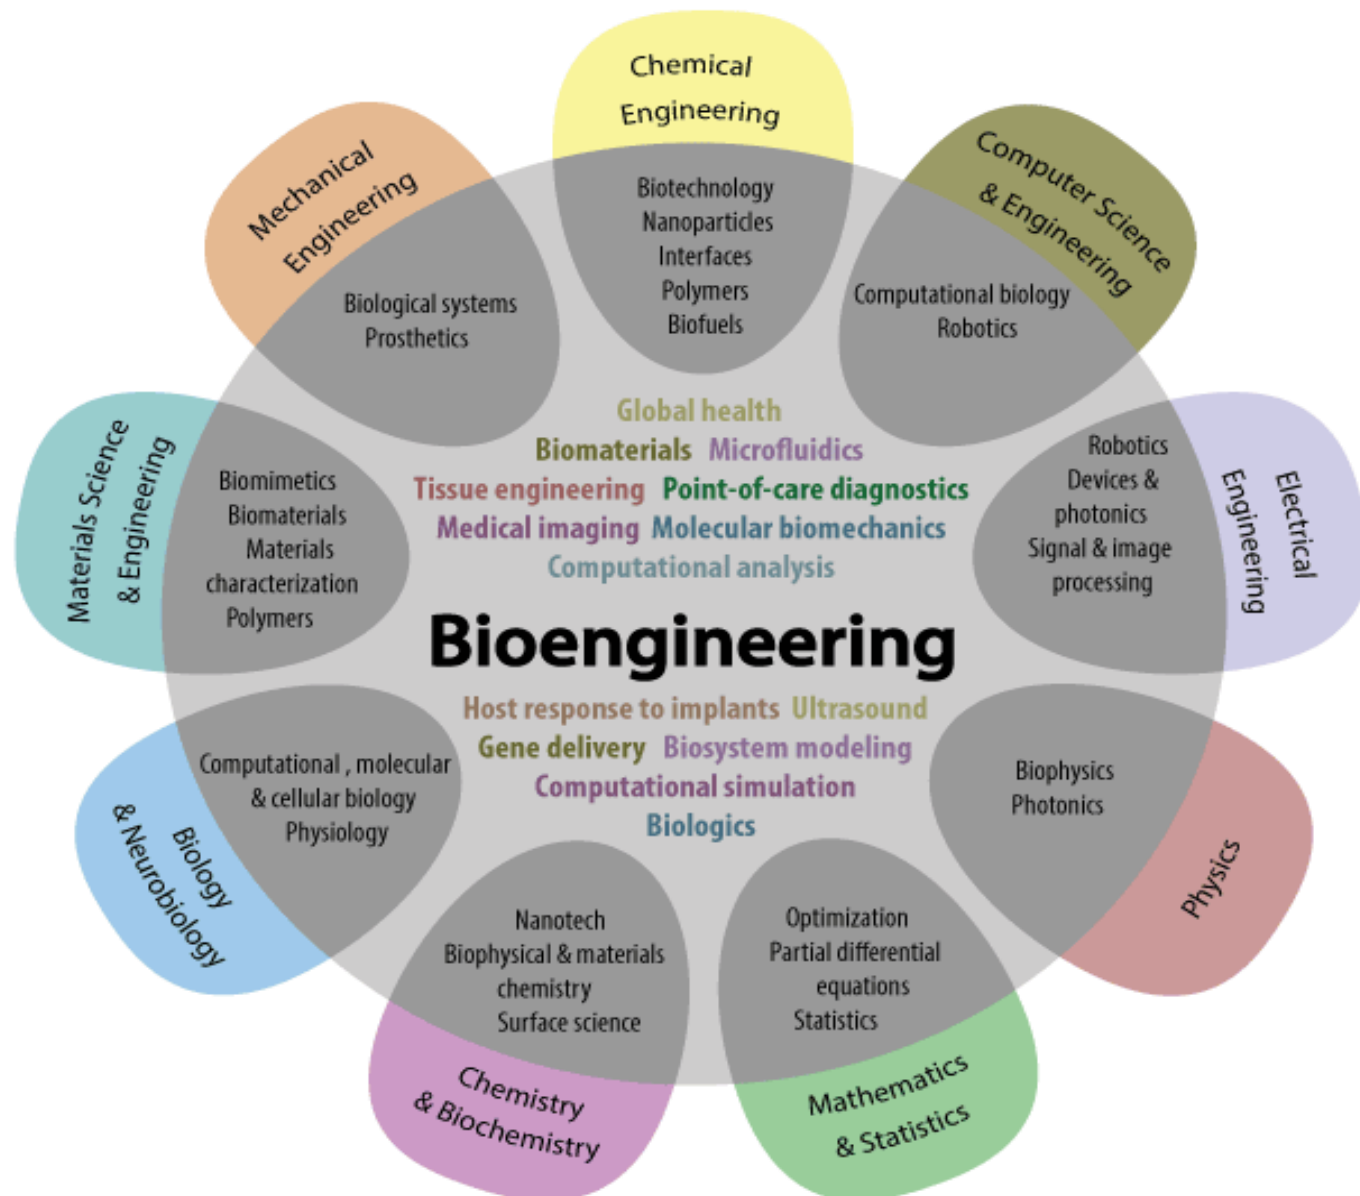 Chemical
Engineering
Biotechnology
Nanoparticles
Interfaces
Polymers
Biofuels
Computer Science
& Engineering
Computational biology
Robotics
Electrical
Engineering
Robotics
Devices &
photonics
Signal & image
processing
Physics
Biophysics
Photonics
Mathematics
& Statistics
Optimization
Partial differential
equations
Statistics
Chemistry
& Biochemistry
Nanotech
Biophysical & materials
chemistry
Surface science
Biology
& Neurobiology
Computational , molecular
& cellular biology
Physiology
Materials Science
& Engineering
Biomimetics
Biomaterials
Materials
characterization
Polymers
Mechanical
Engineering
Biological systems
Prosthetics
Global health
Biomaterials Microfluidics
Tissue engineering Point-of-care diagnostics
Medical imaging Molecular biomechanics
Computational analysis
Bioengineering
Host response to implants Ultrasound
Gene delivery Biosystem modeling
Computational simulation
Biologics